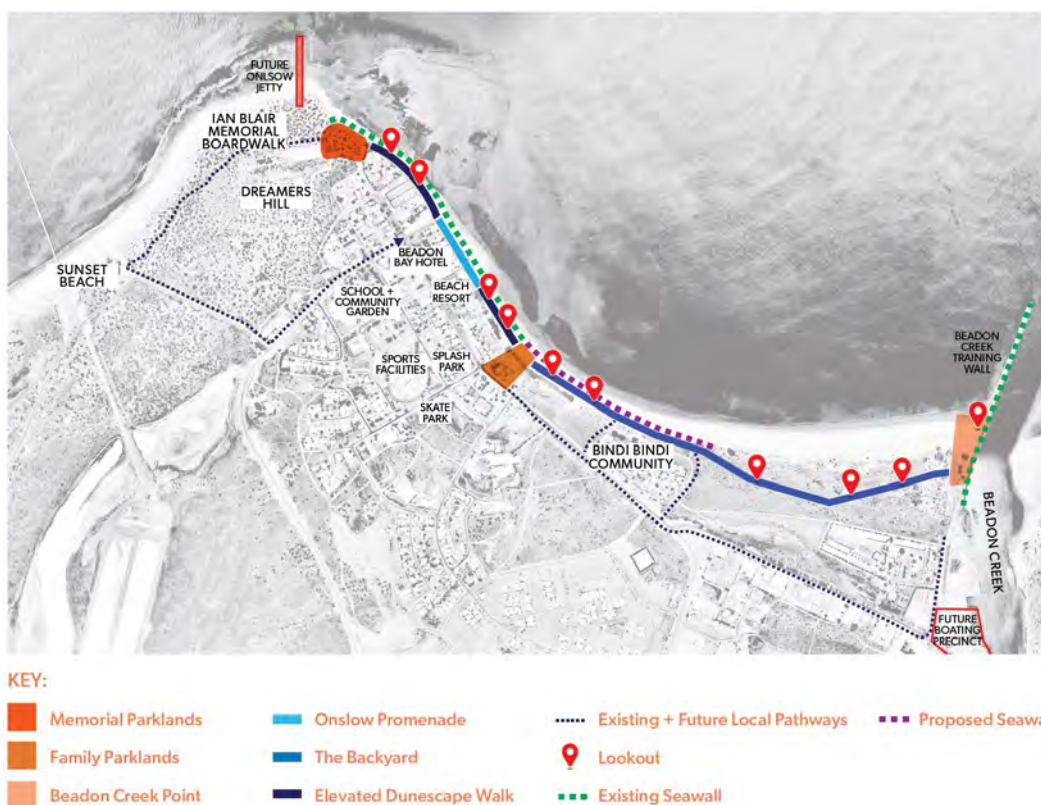 FUTURE
ONLSOW
JETTY
IAN BLAIR
MEMORIAL
BOARDWALK
DREAMERS
HILL
SUNSET
BEACH
BEADON
BAY HOTEL
SCHOOL +
COMMUNITY
GARDEN
BEACH
RESORT
SPORTS
FACILITIES
SPLASH
PARK
SKATE
PARK
BINDI BINDI
COMMUNITY
BEADON
CREEK
TRAINING
WALL
BEADON CREEK
FUTURE
BOATING
PRECINCT
KEY:
Memorial Parklands
Onslow Promenade
Existing + Future Local Pathways
Proposed Seawa
Family Parklands
The Backyard
Lookout
Beadon Creek Point
Elevated Dunescape Walk
Existing Seawall